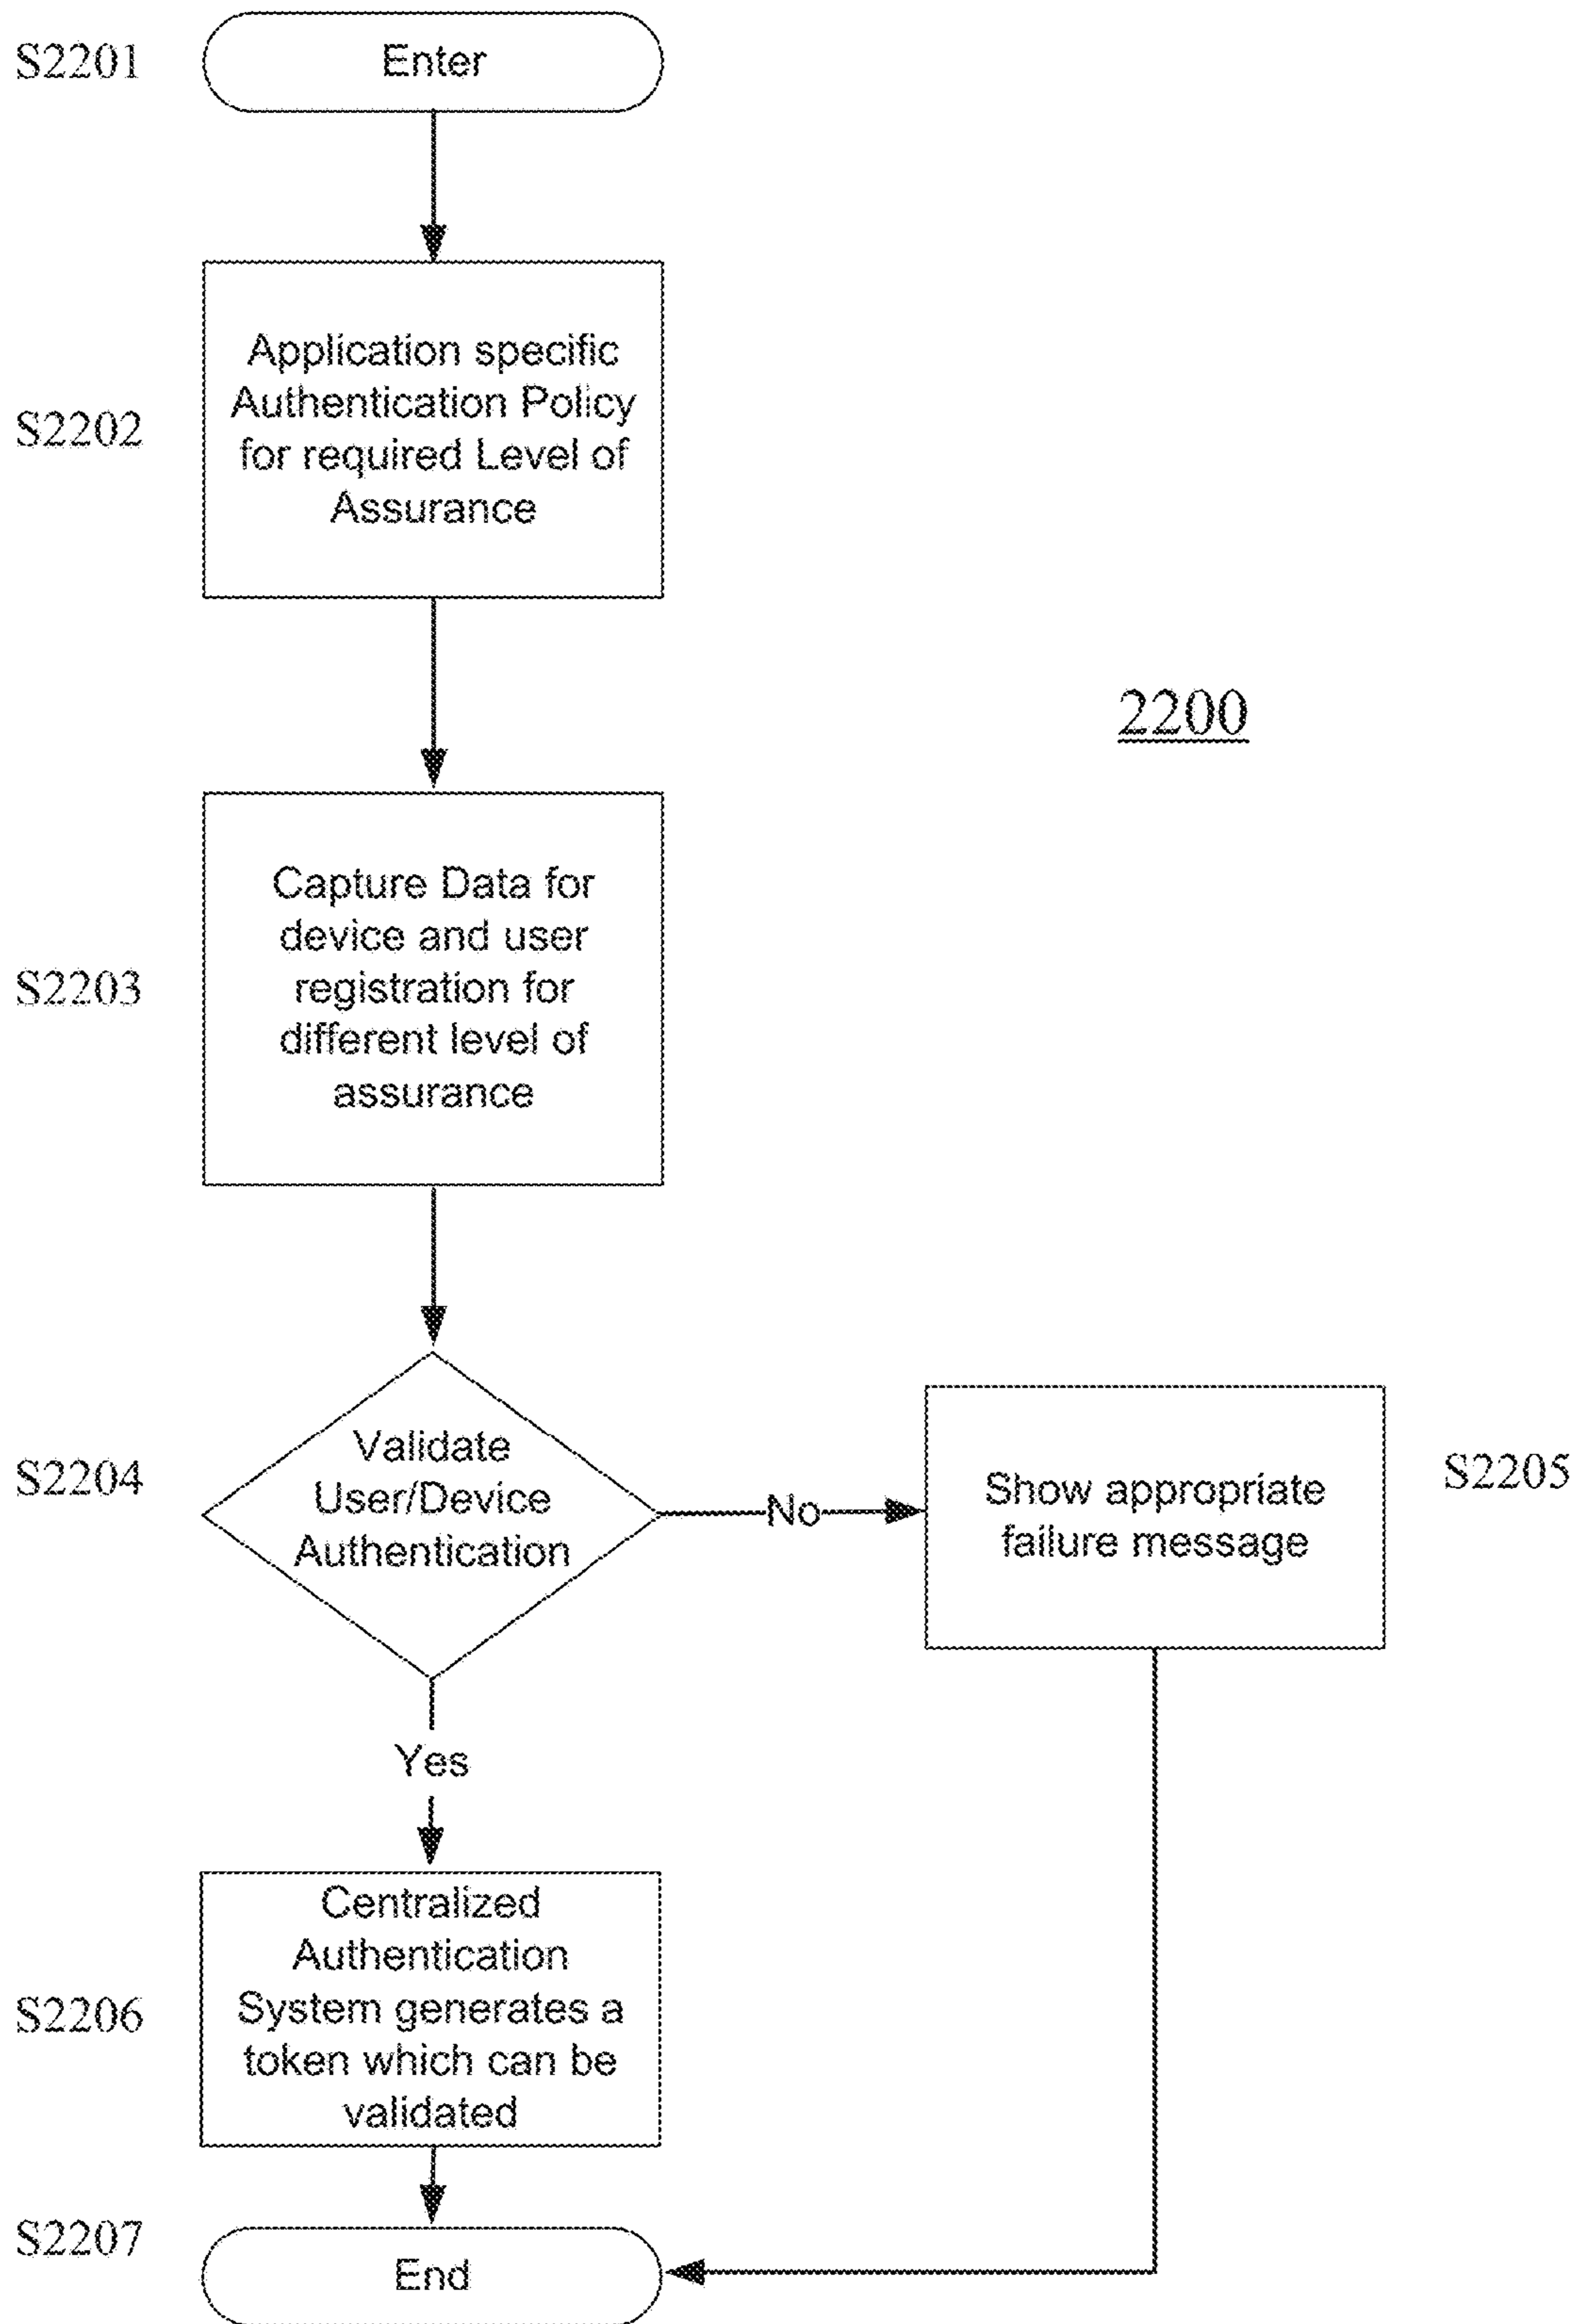 S2201
Enter
S2202
Application specific
Authentication Policy
for required Level of
Assurance
2200
S2203
Capture Data for
device and user
registration for
different level of
assurance
S2204
Validate
User/Device
Authentication
No
Show appropriate
failure message
S2205
Yes
S2206
Centralized
Authentication
System generates a
token which can be
validated
S2207
End